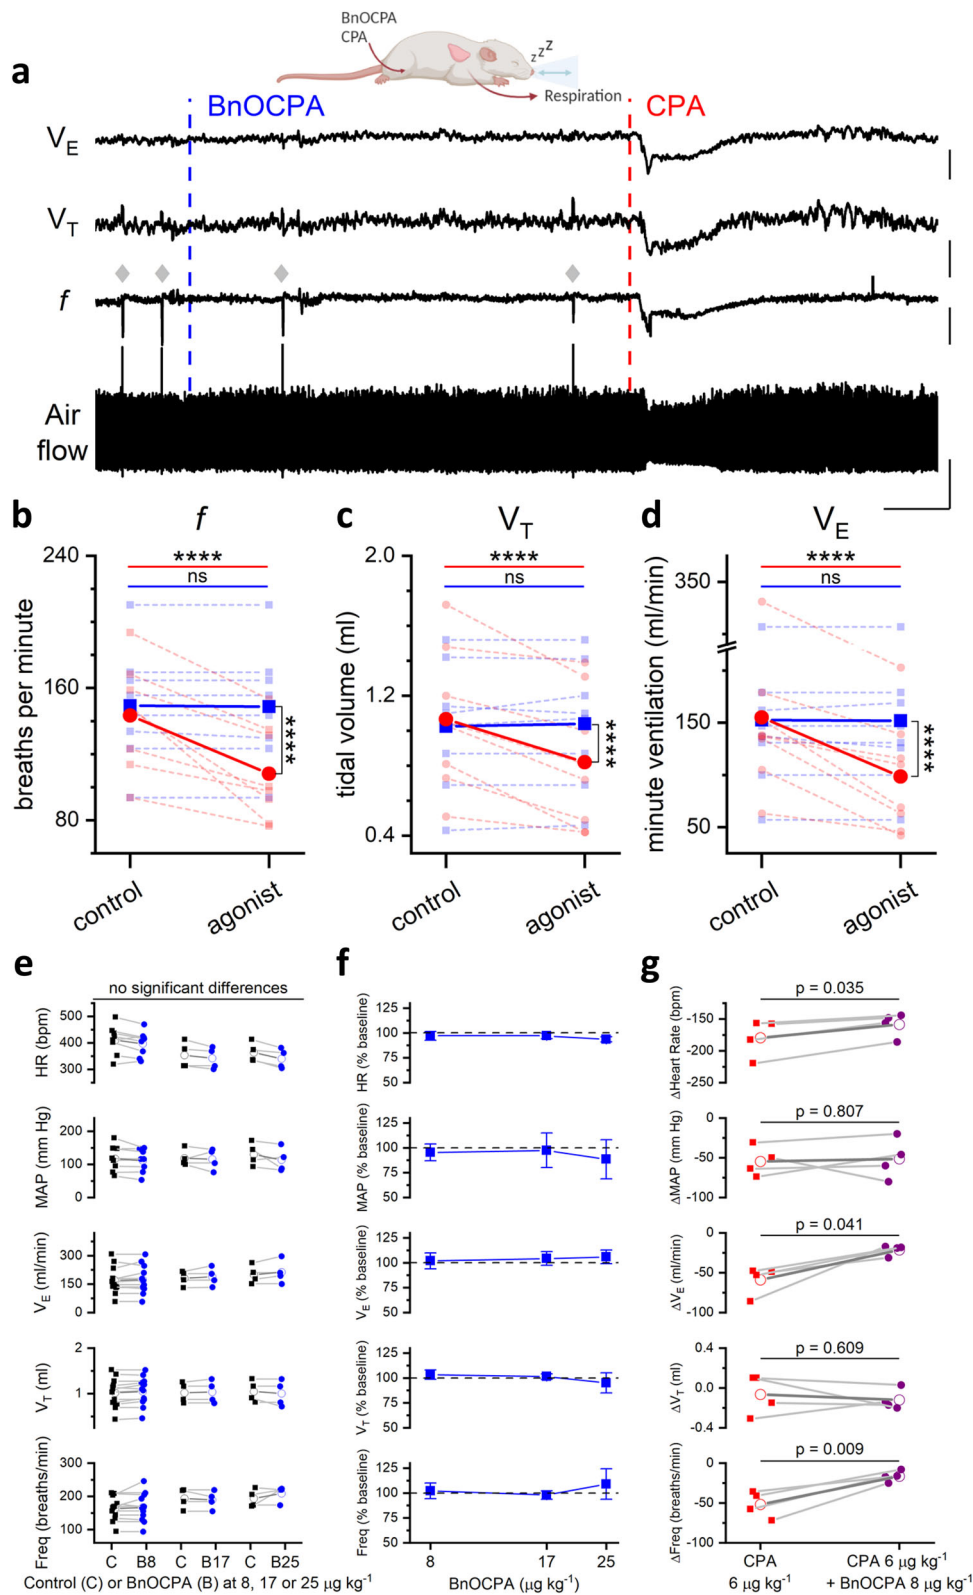 BnOCPA
CPA
zzz
Respiration
a
BnOCPA
CPA
VE
VT
f
Air
flow
b
f
c
VT
d
VE
****
ns
****
ns
****
ns
240
160
80
breaths per minute
****
control
agonist
2.0
1.2
0.4
tidal volume (ml)
****
control
agonist
350
150
50
minute ventilation (ml/min)
****
control
agonist
e
no significant differences
HR (bpm)
500
300
MAP (mm Hg)
200
100
0
VE (ml/min)
300
150
0
VT (ml)
2
1
Freq (breaths/min)
300
200
100
C B8 C B17 C B25
Control (C) or BnOCPA (B) at 8, 17 or 25 µg kg-1
f
HR (% baseline)
125
100
75
50
MAP (% baseline)
125
100
75
50
VE (% baseline)
125
100
75
50
VT (% baseline)
125
100
75
50
Freq (% baseline)
125
100
75
50
8 17 25
BnOCPA (µg kg-1)
g
p = 0.035
ΔHeart Rate (bpm)
-150
-200
-250
p = 0.807
ΔMAP (mm Hg)
0
-50
-100
p = 0.041
ΔVE (ml/min)
0
-50
-100
p = 0.609
ΔVT (ml)
0.4
0.0
-0.4
p = 0.009
ΔFreq (breaths/min)
0
-50
-100
CPA
6 µg kg-1
CPA 6 µg kg-1
+ BnOCPA 8 µg kg-1